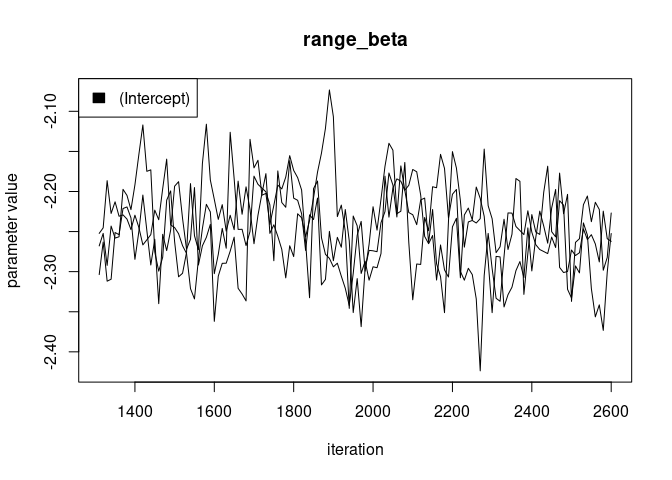 range_beta
(Intercept)
parameter value
-2.10
-2.20
-2.30
-2.40
1400 1600 1800 2000 2200 2400 2600
iteration